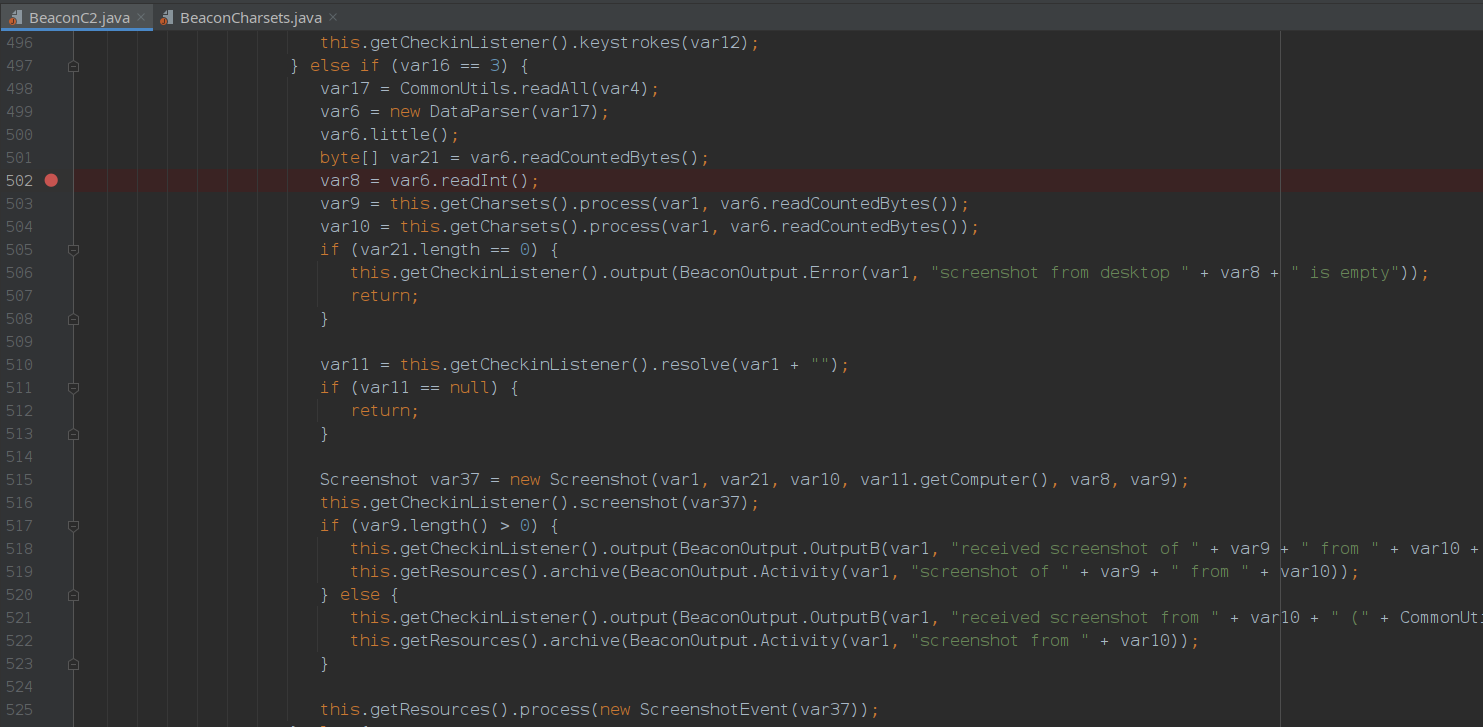 BeaconC2.java × BeaconCharsets.java ×
496 this.getCheckinListener().keystrokes(var12);
497 } else if (var16 == 3) {
498 var17 = CommonUtils.readAll(var4);
499 var6 = new DataParser(var17);
500 var6.little();
501 byte[] var21 = var6.readCountedBytes();
502 var8 = var6.readInt();
503 var9 = this.getCharsets().process(var1, var6.readCountedBytes());
504 var10 = this.getCharsets().process(var1, var6.readCountedBytes());
505 if (var21.length == 0) {
506 this.getCheckinListener().output(BeaconOutput.Error(var1, "screenshot from desktop " + var8 + " is empty"));
507 return;
508 }
509
510 var11 = this.getCheckinListener().resolve(var1 + "");
511 if (var11 == null) {
512 return;
513 }
514
515 Screenshot var37 = new Screenshot(var1, var21, var10, var11.getComputer(), var8, var9);
516 this.getCheckinListener().screenshot(var37);
517 if (var9.length() > 0) {
518 this.getCheckinListener().output(BeaconOutput.OutputB(var1, "received screenshot of " + var9 + " from " + var10 +
519 this.getResources().archive(BeaconOutput.Activity(var1, "screenshot of " + var9 + " from " + var10));
520 } else {
521 this.getCheckinListener().output(BeaconOutput.OutputB(var1, "received screenshot from " + var10 + " (" + CommonUti
522 this.getResources().archive(BeaconOutput.Activity(var1, "screenshot from " + var10));
523 }
524
525 this.getResources().process(new ScreenshotEvent(var37));